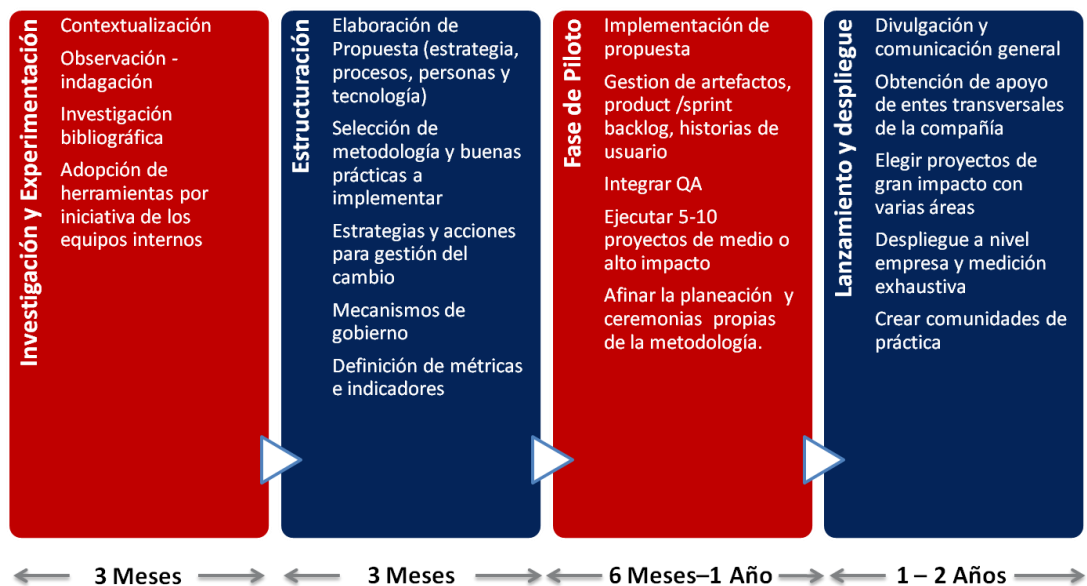 Investigación y Experimentación
Contextualización
Observación -
indagación
Investigación
bibliográfica
Adopción de
herramientas por
iniciativa de los
equipos internos
Estructuración
Elaboración de
Propuesta (estrategia,
procesos, personas y
tecnología)
Selección de
metodología y buenas
prácticas a
implementar
Estrategias y acciones
para gestión del
cambio
Mecanismos de
gobierno
Definición de métricas
e indicadores
Fase de Piloto
Implementación de
propuesta
Gestion de artefactos,
product /sprint
backlog, historias de
usuario
Integrar QA
Ejecutar 5-10
proyectos de medio o
alto impacto
Afinar la planeación y
ceremonias propias
de la metodología.
Lanzamiento y despliegue
Divulgación y
comunicación general
Obtención de apoyo
de entes transversales
de la compañía
Elegir proyectos de
gran impacto con
varias áreas
Despliegue a nivel
empresa y medición
exhaustiva
Crear comunidades de
práctica
3 Meses
3 Meses
6 Meses–1 Año
1 – 2 Años